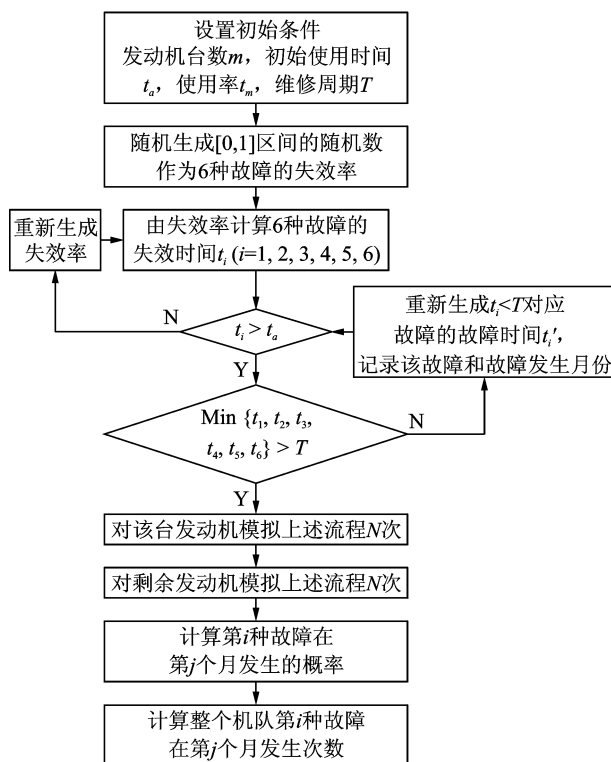 设置初始条件
发动机台数m，初始使用时间
tₐ，使用率tₘ，维修周期T
随机生成[0,1]区间的随机数
作为6种故障的失效率
重新生成
失效率
由失效率计算6种故障的
失效时间tᵢ (i=1, 2, 3, 4, 5, 6)
N
tᵢ > tₐ
Y
重新生成tᵢ<T对应
故障的故障时间tᵢ′,
记录该故障和故障发生月份
Min {t₁, t₂, t₃,
t₄, t₅, t₆} > T
N
Y
对该台发动机模拟上述流程N次
对剩余发动机模拟上述流程N次
计算第i种故障在
第j个月发生的概率
计算整个机队第i种故障
在第j个月发生次数